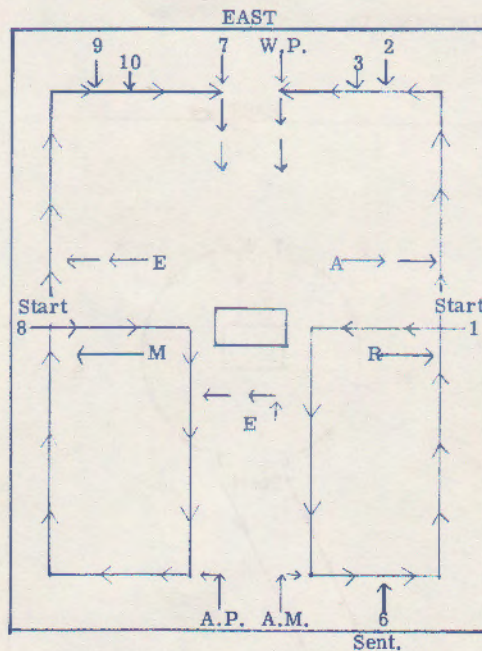 EAST
9 7 W.P. 2
10 3
E A
Start Start
8 1
M R
E
A.P. A.M. 6
Sent.